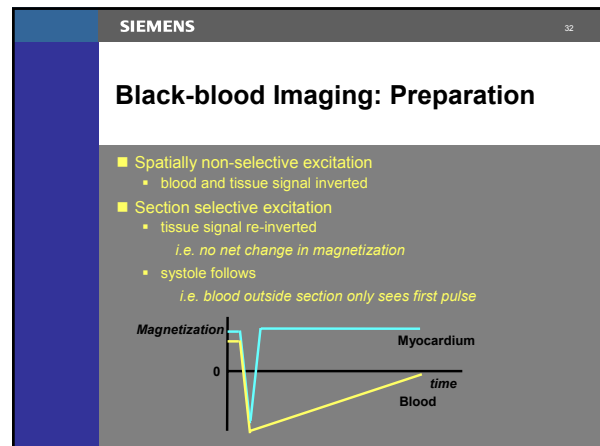 SIEMENS
32
Black-blood Imaging: Preparation
Spatially non-selective excitation
blood and tissue signal inverted
Section selective excitation
tissue signal re-inverted
i.e. no net change in magnetization
systole follows
i.e. blood outside section only sees first pulse
Magnetization
Myocardium
0
time
Blood